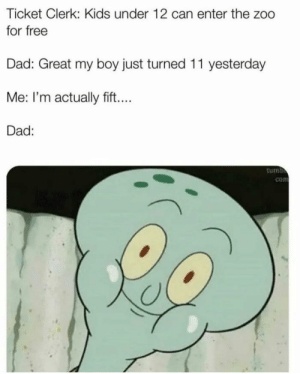 Ticket Clerk: Kids under 12 can enter the zoo
for free
Dad: Great my boy just turned 11 yesterday
Me: I'm actually fift....
Dad: